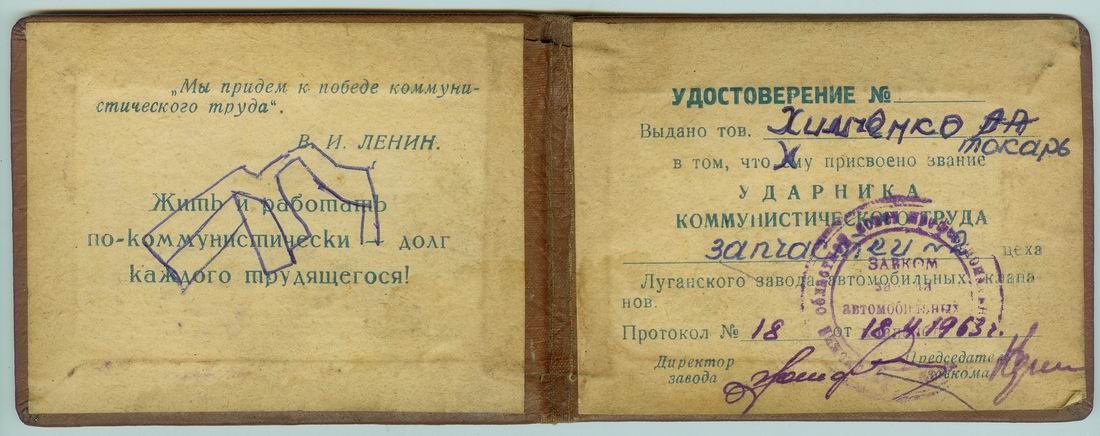 „Мы придем к победе коммуни-
стического труда“.
В. И. ЛЕНИН.
Жить и работать
по-коммунистически — долг
каждого трудящегося!
УДОСТОВЕРЕНИЕ №
Выдано тов. Химченко АА
токарь
в том, что ему присвоено звание
УДАРНИКА
КОММУНИСТИЧЕСКОГО ТРУДА
запчастей цеха
Луганского завода автомобильных клапа-
нов.
Протокол № 18 от 18 1963 г.
Директор
завода
Председатель
завкома
ЗАВКОМ
автомобильных